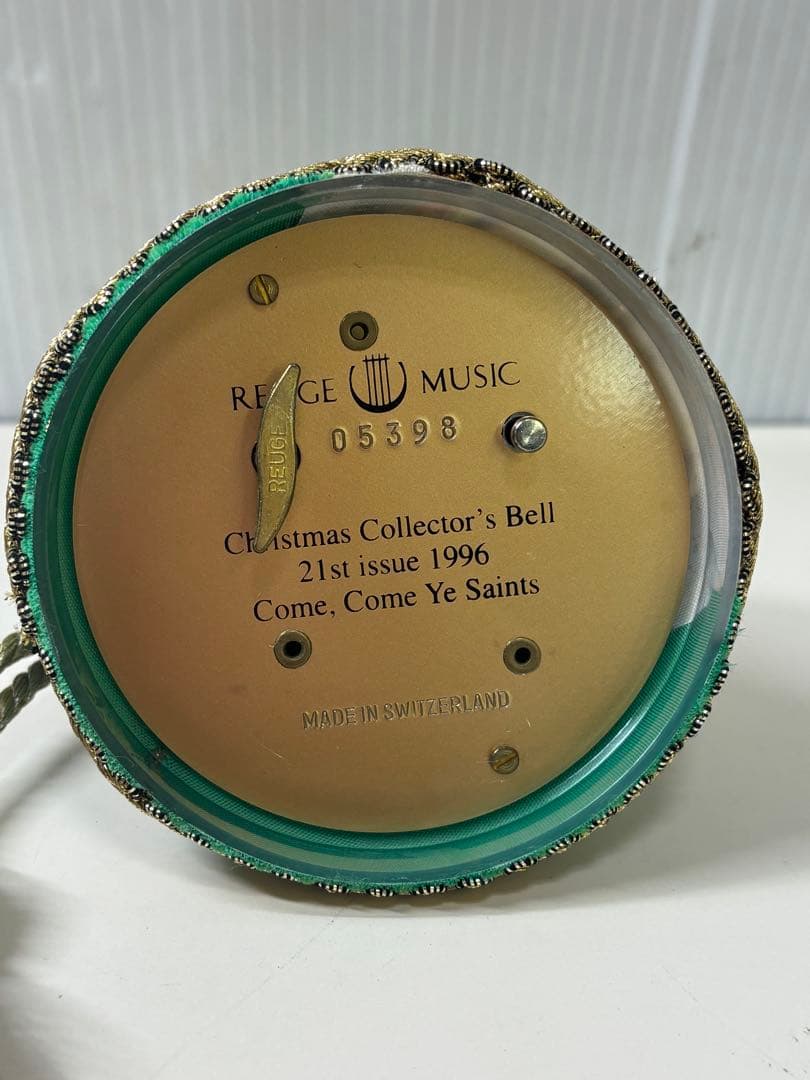 REUGE MUSIC
05398
REUGE
Christmas Collector's Bell
21st issue 1996
Come, Come Ye Saints
MADE IN SWITZERLAND